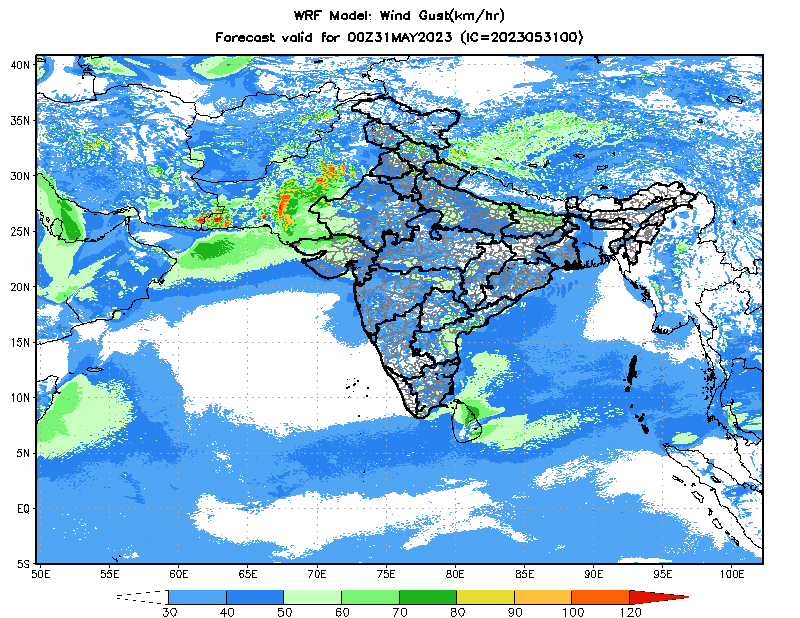 WRF Model: Wind Gust(km/hr)
Forecast valid for 00Z31MAY2023 (IC=2023053100)
40N
35N
30N
25N
20N
15N
10N
5N
EQ
5S
50E 55E 60E 65E 70E 75E 80E 85E 90E 95E 100E
30 40 50 60 70 80 90 100 120